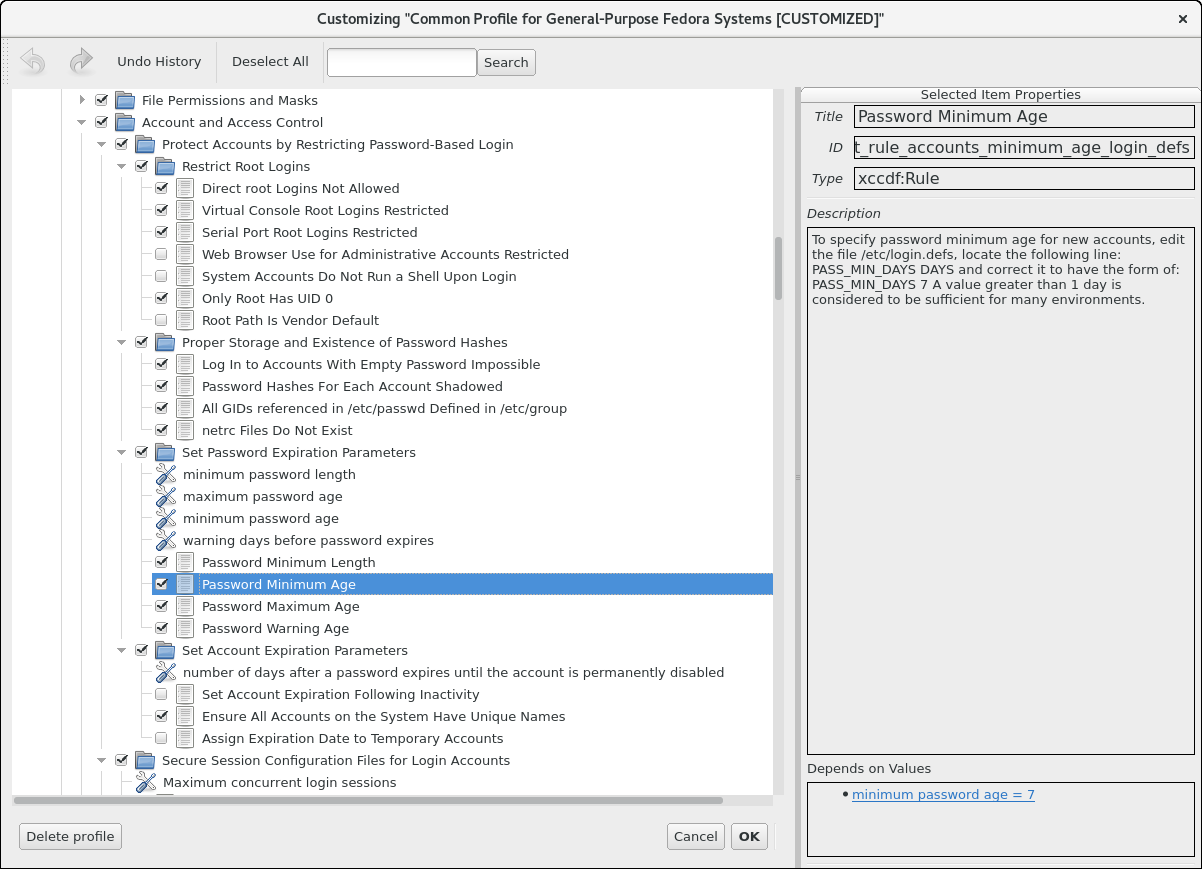 Customizing "Common Profile for General-Purpose Fedora Systems [CUSTOMIZED]"
Undo History
Deselect All
Search
File Permissions and Masks
Account and Access Control
Protect Accounts by Restricting Password-Based Login
Restrict Root Logins
Direct root Logins Not Allowed
Virtual Console Root Logins Restricted
Serial Port Root Logins Restricted
Web Browser Use for Administrative Accounts Restricted
System Accounts Do Not Run a Shell Upon Login
Only Root Has UID 0
Root Path Is Vendor Default
Proper Storage and Existence of Password Hashes
Log In to Accounts With Empty Password Impossible
Password Hashes For Each Account Shadowed
All GIDs referenced in /etc/passwd Defined in /etc/group
netrc Files Do Not Exist
Set Password Expiration Parameters
minimum password length
maximum password age
minimum password age
warning days before password expires
Password Minimum Length
Password Minimum Age
Password Maximum Age
Password Warning Age
Set Account Expiration Parameters
number of days after a password expires until the account is permanently disabled
Set Account Expiration Following Inactivity
Ensure All Accounts on the System Have Unique Names
Assign Expiration Date to Temporary Accounts
Secure Session Configuration Files for Login Accounts
Maximum concurrent login sessions
Delete profile
Cancel
OK
Selected Item Properties
Title Password Minimum Age
ID t_rule_accounts_minimum_age_login_defs
Type xccdf:Rule
Description
To specify password minimum age for new accounts, edit
the file /etc/login.defs, locate the following line:
PASS_MIN_DAYS DAYS and correct it to have the form of:
PASS_MIN_DAYS 7 A value greater than 1 day is
considered to be sufficient for many environments.
Depends on Values
• minimum password age = 7